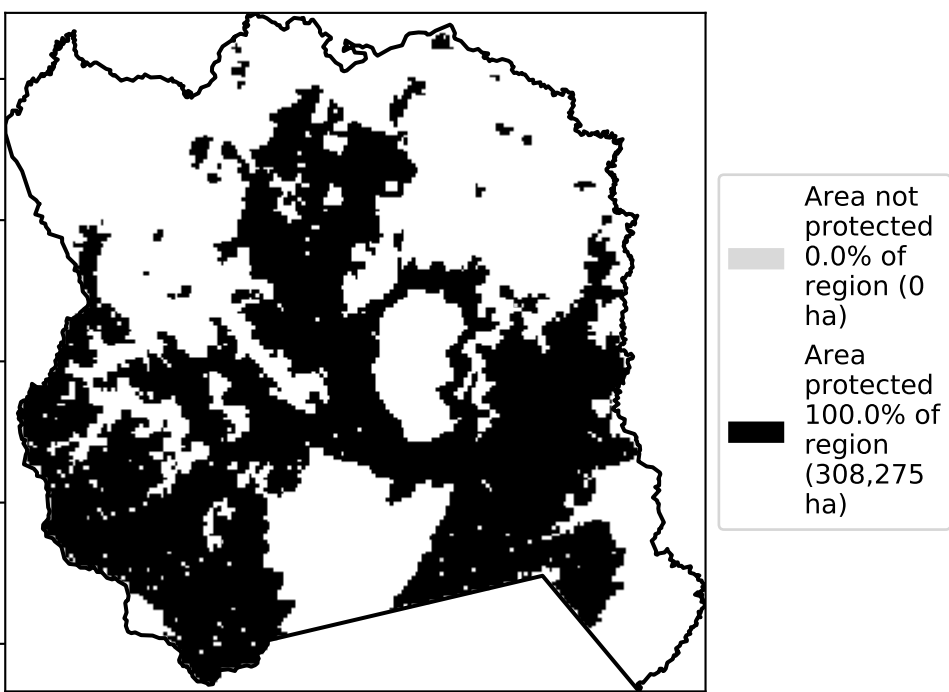 Area not
protected
0.0% of
region (0
ha)
Area
protected
100.0% of
region
(308,275
ha)